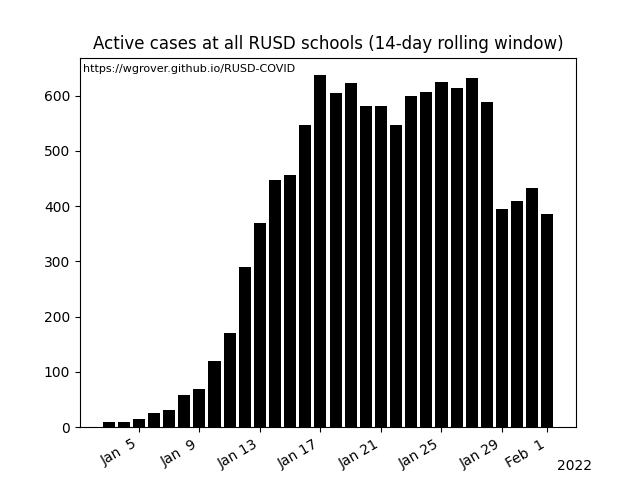 Active cases at all RUSD schools (14-day rolling window)
https://wgrover.github.io/RUSD-COVID
600
500
400
300
200
100
0
Jan 5
Jan 9
Jan 13
Jan 17
Jan 21
Jan 25
Jan 29
Feb 1
2022